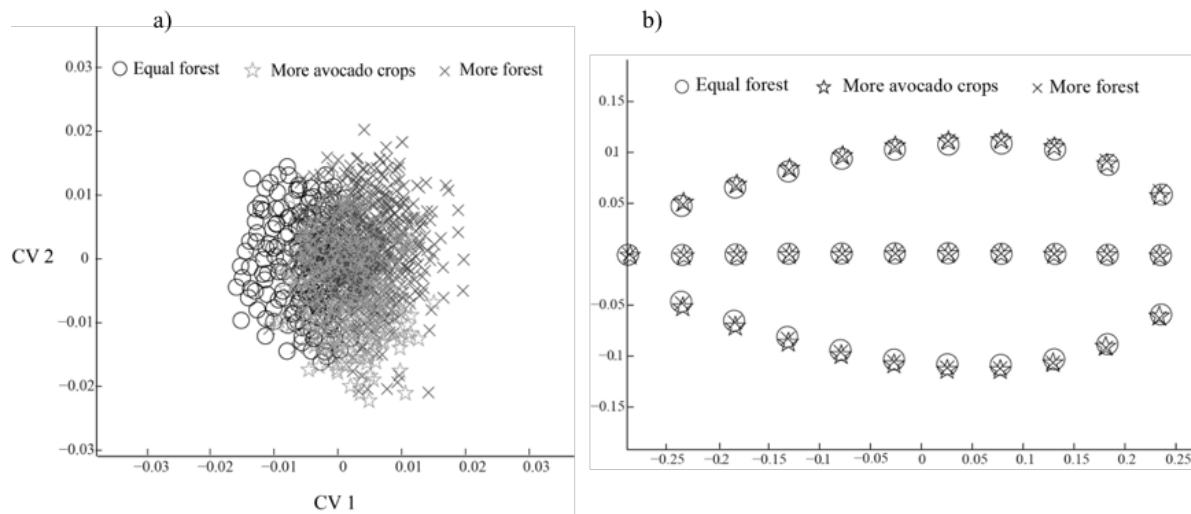 a)
○ Equal forest ☆ More avocado crops × More forest
0.03
0.02
0.01
CV 2
0
−0.01
−0.02
−0.03
−0.03 −0.02 −0.01 0 0.01 0.02 0.03
CV 1
b)
○ Equal forest ☆ More avocado crops × More forest
0.15
0.1
0.05
0
−0.05
−0.1
−0.15
−0.25 −0.2 −0.15 −0.1 −0.05 0 0.05 0.1 0.15 0.2 0.25